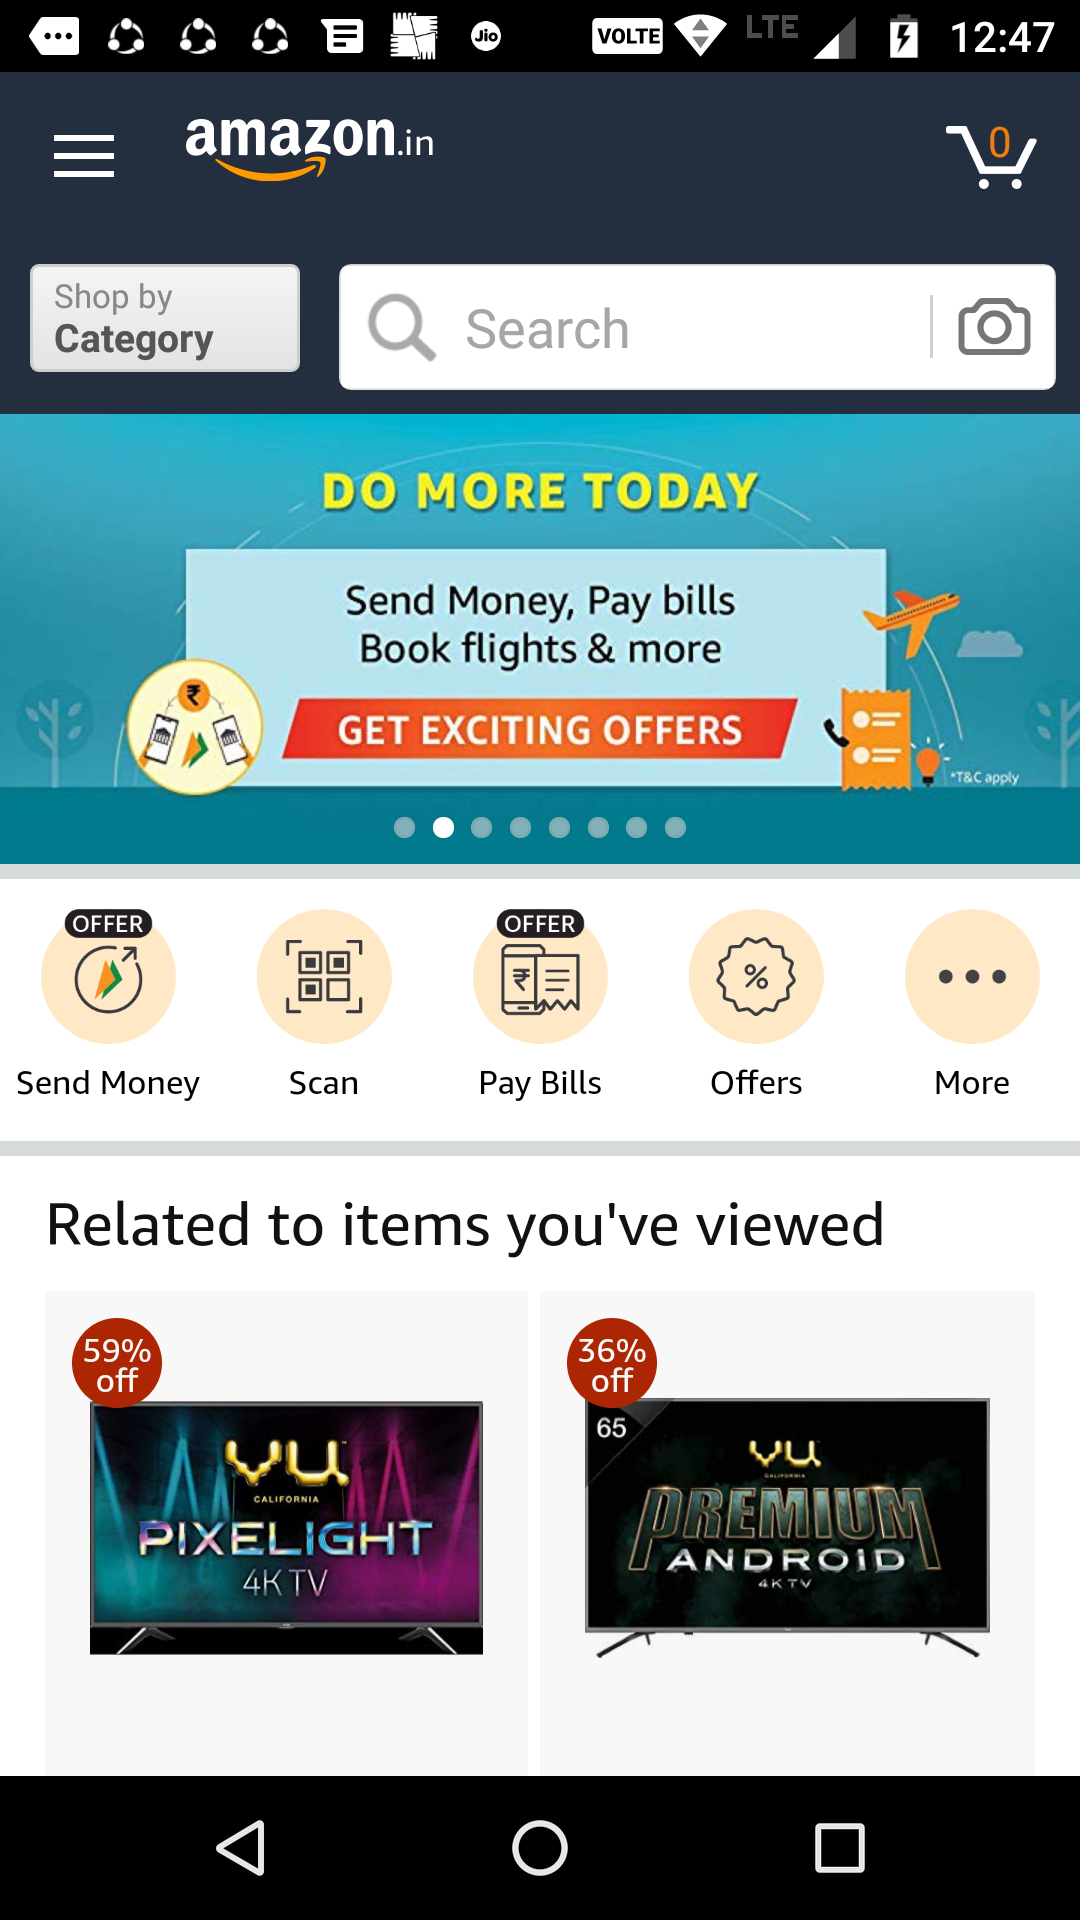 Jio VOLTE LTE 12:47
amazon.in
0
Shop by
Category
Search
DO MORE TODAY
Send Money, Pay bills
Book flights & more
GET EXCITING OFFERS
*T&C apply
OFFER OFFER
Send Money Scan Pay Bills Offers More
Related to items you've viewed
59%
off
VU
CALIFORNIA
PIXELIGHT
4K TV
36%
off
65
VU
CALIFORNIA
PREMIUM
ANDROID
4K TV